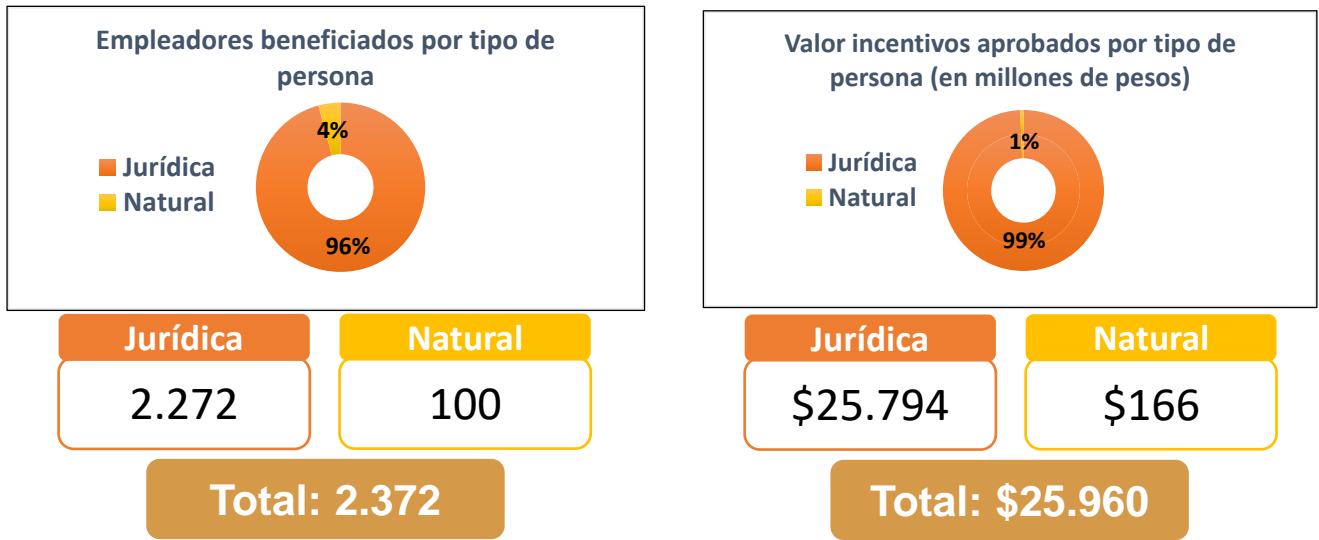 Empleadores beneficiados por tipo de
persona
4%
Jurídica
Natural
96%
Jurídica
Natural
2.272
100
Total: 2.372
Valor incentivos aprobados por tipo de
persona (en millones de pesos)
1%
Jurídica
Natural
99%
Jurídica
Natural
$25.794
$166
Total: $25.960